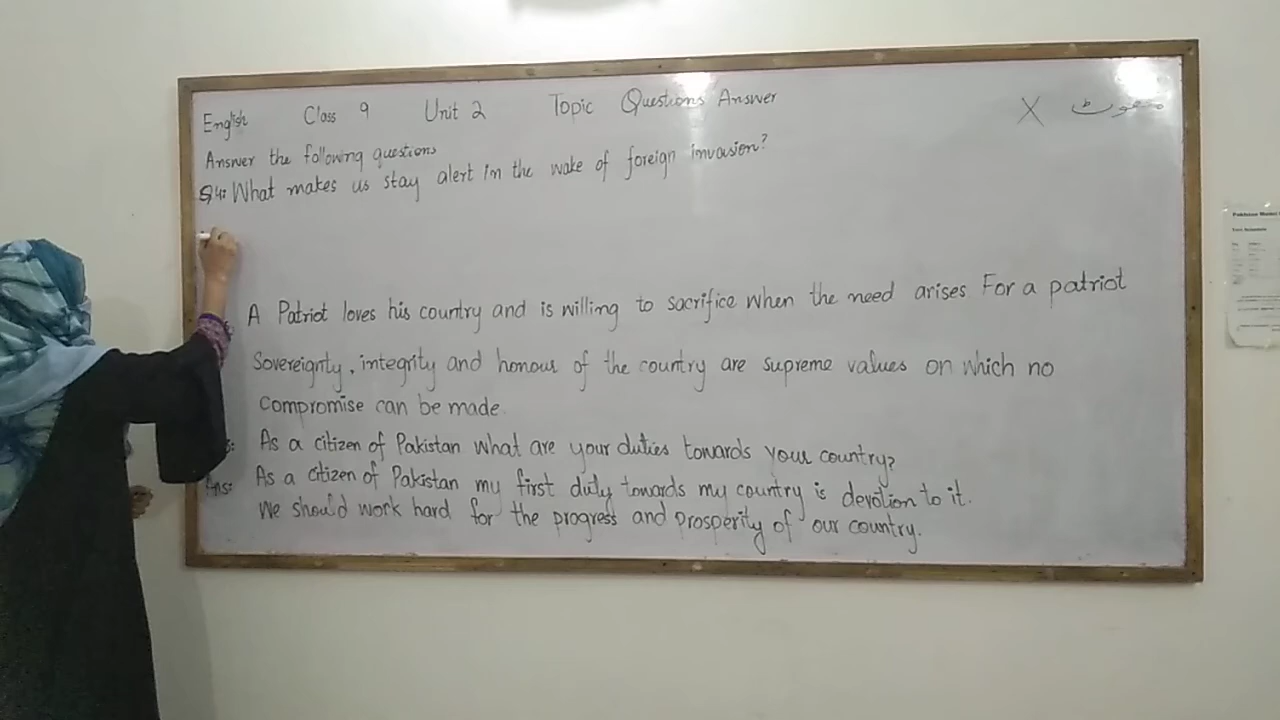 English Class 9 Unit 2 Topic Questions Answer X
Answer the following questions
Q4: What makes us stay alert in the wake of foreign invasion?
A Patriot loves his country and is willing to sacrifice when the need arises For a patriot
Sovereignty, integrity and honour of the country are supreme values on which no
compromise can be made.
As a citizen of Pakistan what are your duties towards your country?
Ans: As a citizen of Pakistan my first duty towards my country is devotion to it.
We should work hard for the progress and prosperity of our country.